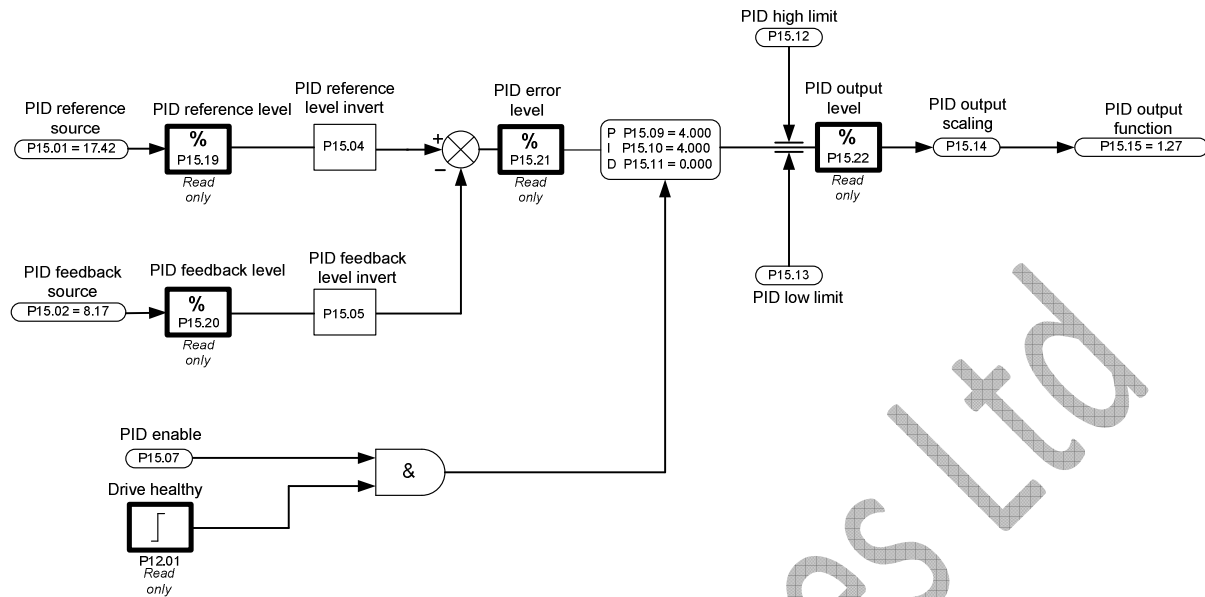 PID high limit
P15.12
PID reference
source
P15.01 = 17.42
PID reference level
%
P15.19
Read
only
PID reference
level invert
P15.04
+
−
PID error
level
%
P15.21
Read
only
P P15.09 = 4.000
I P15.10 = 4.000
D P15.11 = 0.000
PID output
level
%
P15.22
Read
only
PID output
scaling
P15.14
PID output
function
P15.15 = 1.27
PID feedback
source
P15.02 = 8.17
PID feedback level
%
P15.20
Read
only
PID feedback
level invert
P15.05
P15.13
PID low limit
PID enable
P15.07
&
Drive healthy
P12.01
Read
only
es Ltd